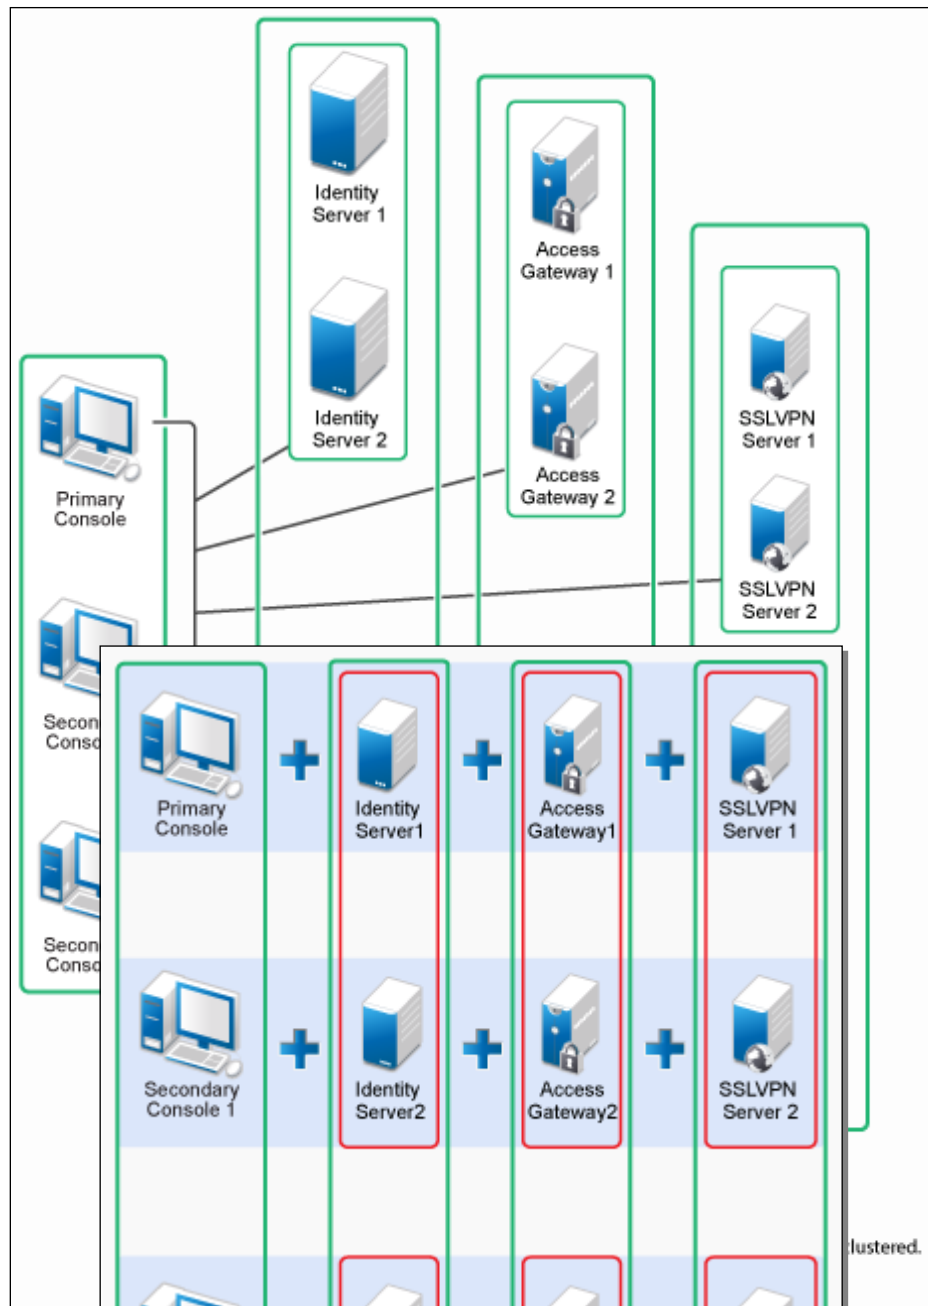 Identity
Server 1
Access
Gateway 1
Identity
Server 2
SSLVPN
Server 1
Access
Gateway 2
Primary
Console
SSLVPN
Server 2
Primary
Console
Identity
Server1
Access
Gateway1
SSLVPN
Server 1
Secondary
Console 1
Identity
Server2
Access
Gateway2
SSLVPN
Server 2